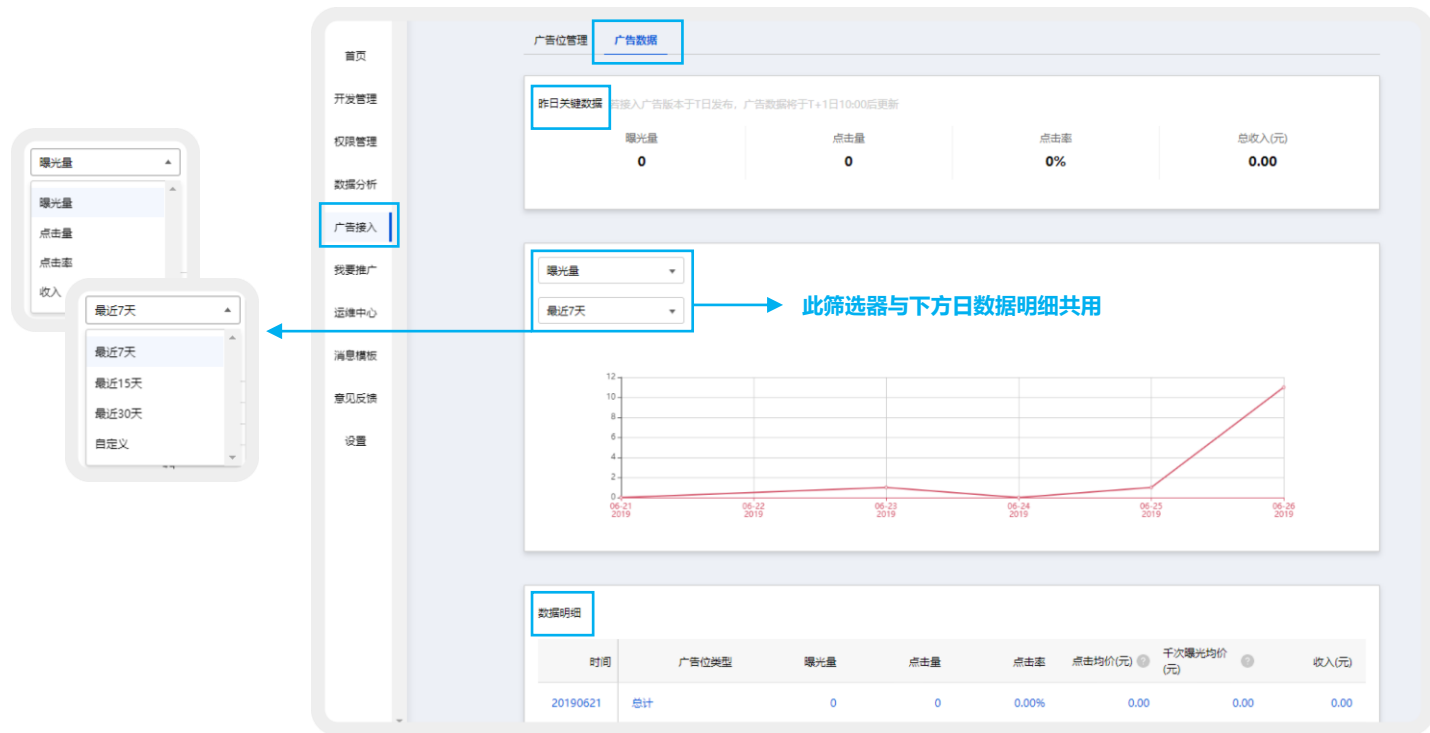 曝光量
曝光量
点击量
点击率
收入
最近7天
最近7天
最近15天
最近30天
自定义
首页
开发管理
权限管理
数据分析
广告接入
我要推广
运维中心
消息模板
意见反馈
设置
广告位管理 广告数据
昨日关键数据 接入广告版本于T日发布，广告数据将于T+1日10:00后更新
曝光量 点击量 点击率 总收入(元)
0 0 0% 0.00
曝光量
最近7天
此筛选器与下方日数据明细共用
12
10
8
6
4
2
0
06-21 06-22 06-23 06-24 06-25 06-26
2019 2019 2019 2019 2019 2019
数据明细
时间 广告位类型 曝光量 点击量 点击率 点击均价(元) ? 千次曝光均价 ? 收入(元)
(元)
20190621 总计 0 0 0.00% 0.00 0.00 0.00